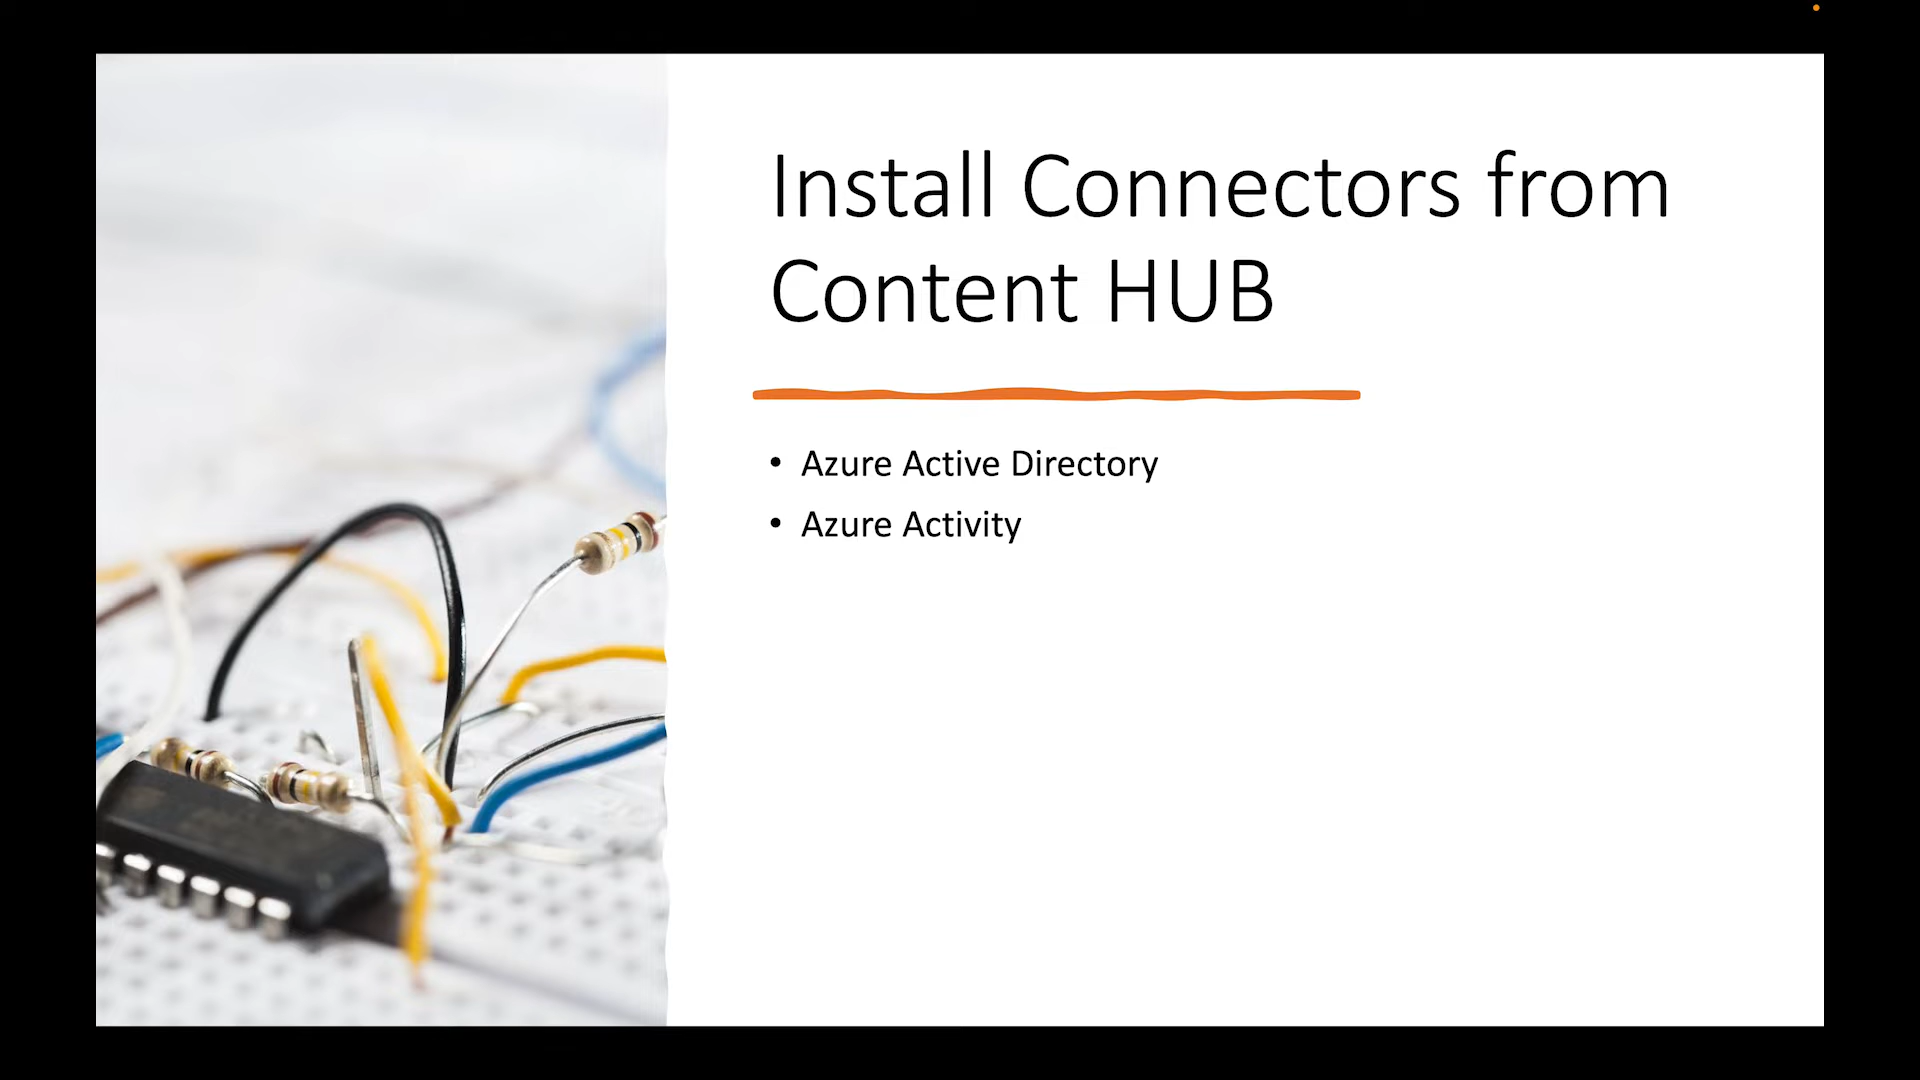 Install Connectors from
Content HUB
• Azure Active Directory
• Azure Activity